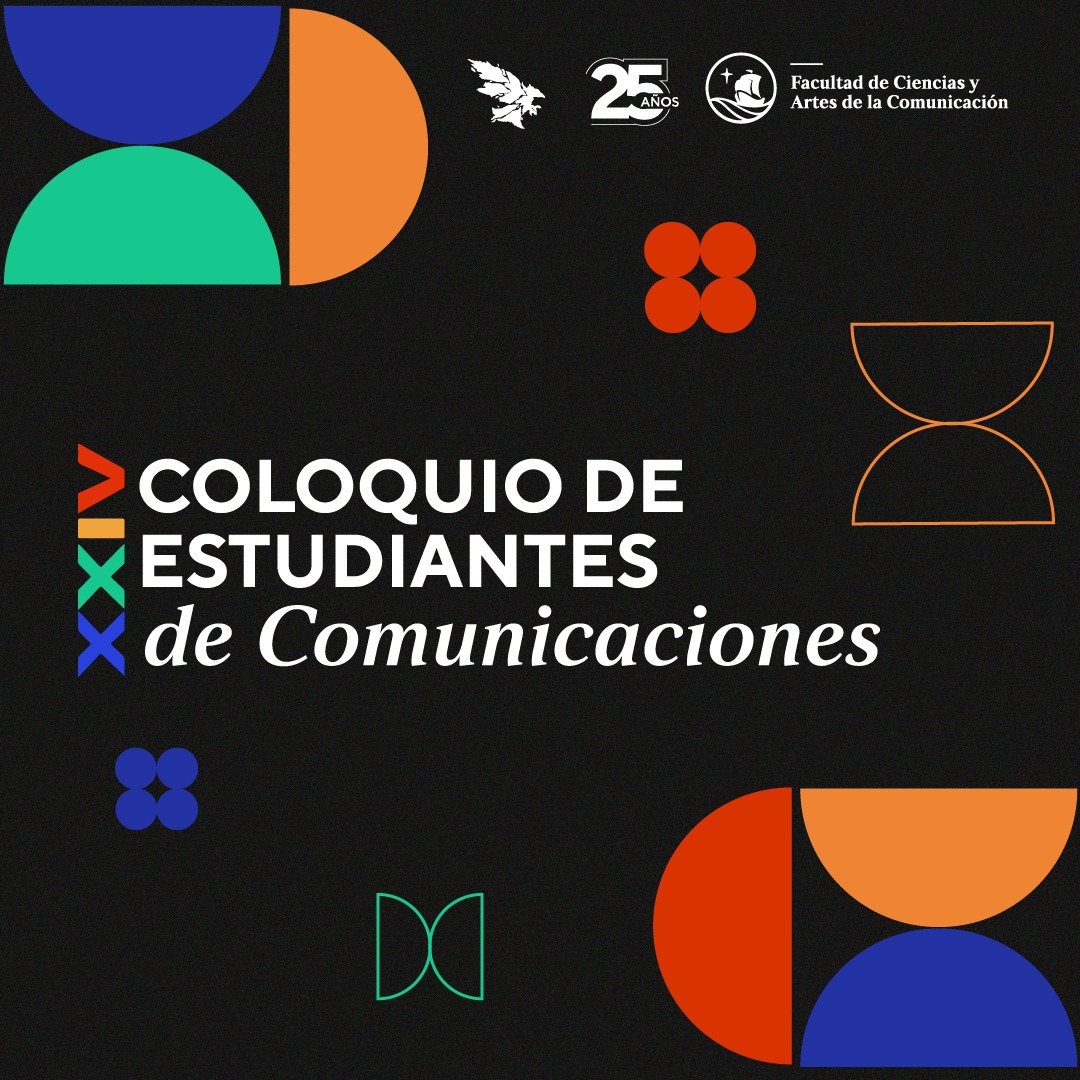 25 AÑOS
Facultad de Ciencias y
Artes de la Comunicación
XXIV
COLOQUIO DE
ESTUDIANTES
de Comunicaciones